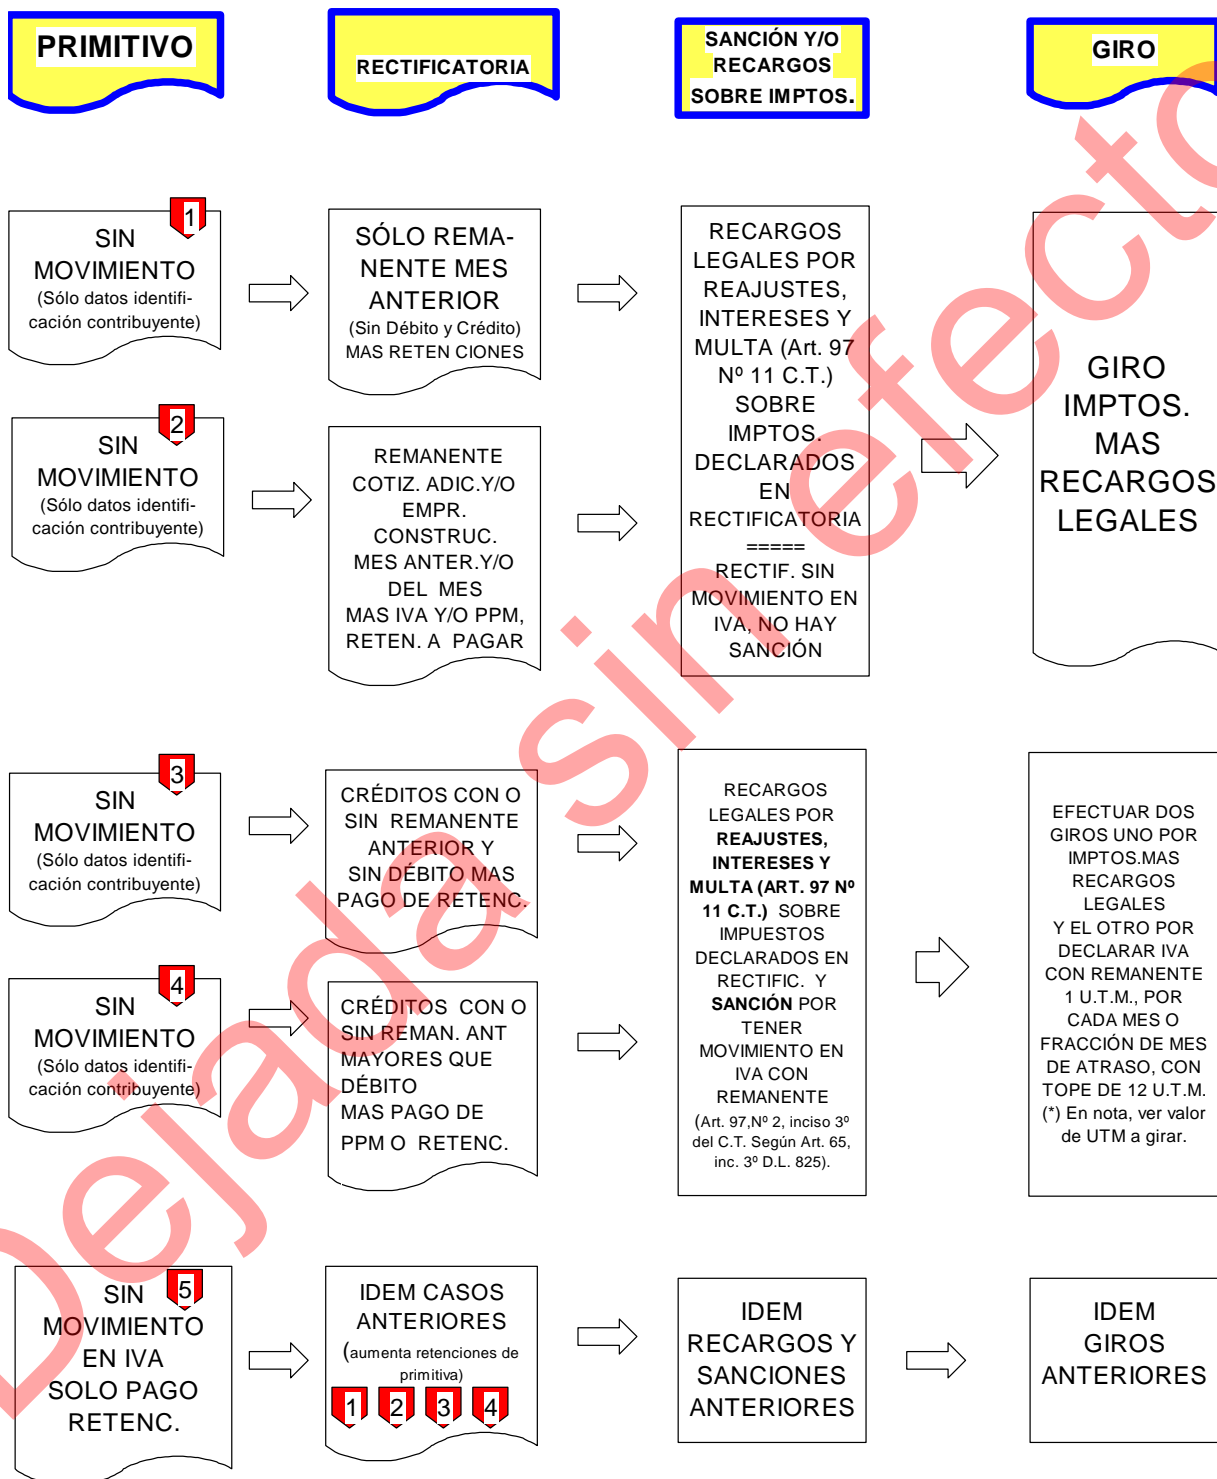 PRIMITIVO
RECTIFICATORIA
SANCIÓN Y/O
RECARGOS
SOBRE IMPTOS.
GIRO
1
SIN
MOVIMIENTO
(Sólo datos identifi-
cación contribuyente)
SÓLO REMA-
NENTE MES
ANTERIOR
(Sin Débito y Crédito)
MAS RETEN CIONES
2
SIN
MOVIMIENTO
(Sólo datos identifi-
cación contribuyente)
REMANENTE
COTIZ. ADIC.Y/O
EMPR.
CONSTRUC.
MES ANTER.Y/O
DEL MES
MAS IVA Y/O PPM,
RETEN. A PAGAR
RECARGOS
LEGALES POR
REAJUSTES,
INTERESES Y
MULTA (Art. 97
Nº 11 C.T.)
SOBRE
IMPTOS.
DECLARADOS
EN
RECTIFICATORIA
=====
RECTIF. SIN
MOVIMIENTO EN
IVA, NO HAY
SANCIÓN
GIRO
IMPTOS.
MAS
RECARGOS
LEGALES
3
SIN
MOVIMIENTO
(Sólo datos identifi-
cación contribuyente)
CRÉDITOS CON O
SIN REMANENTE
ANTERIOR Y
SIN DÉBITO MAS
PAGO DE RETENC.
4
SIN
MOVIMIENTO
(Sólo datos identifi-
cación contribuyente)
CRÉDITOS CON O
SIN REMAN. ANT
MAYORES QUE
DÉBITO
MAS PAGO DE
PPM O RETENC.
RECARGOS
LEGALES POR
REAJUSTES,
INTERESES Y
MULTA (ART. 97 Nº
11 C.T.) SOBRE
IMPUESTOS
DECLARADOS EN
RECTIFIC. Y
SANCIÓN POR
TENER
MOVIMIENTO EN
IVA CON
REMANENTE
(Art. 97,Nº 2, inciso 3º
del C.T. Según Art. 65,
inc. 3º D.L. 825).
EFECTUAR DOS
GIROS UNO POR
IMPTOS.MAS
RECARGOS
LEGALES
Y EL OTRO POR
DECLARAR IVA
CON REMANENTE
1 U.T.M., POR
CADA MES O
FRACCIÓN DE MES
DE ATRASO, CON
TOPE DE 12 U.T.M.
(*) En nota, ver valor
de UTM a girar.
5
SIN
MOVIMIENTO
EN IVA
SOLO PAGO
RETENC.
IDEM CASOS
ANTERIORES
(aumenta retenciones de
primitiva)
1 2 3 4
IDEM
RECARGOS Y
SANCIONES
ANTERIORES
IDEM
GIROS
ANTERIORES
Dejada sin efecto